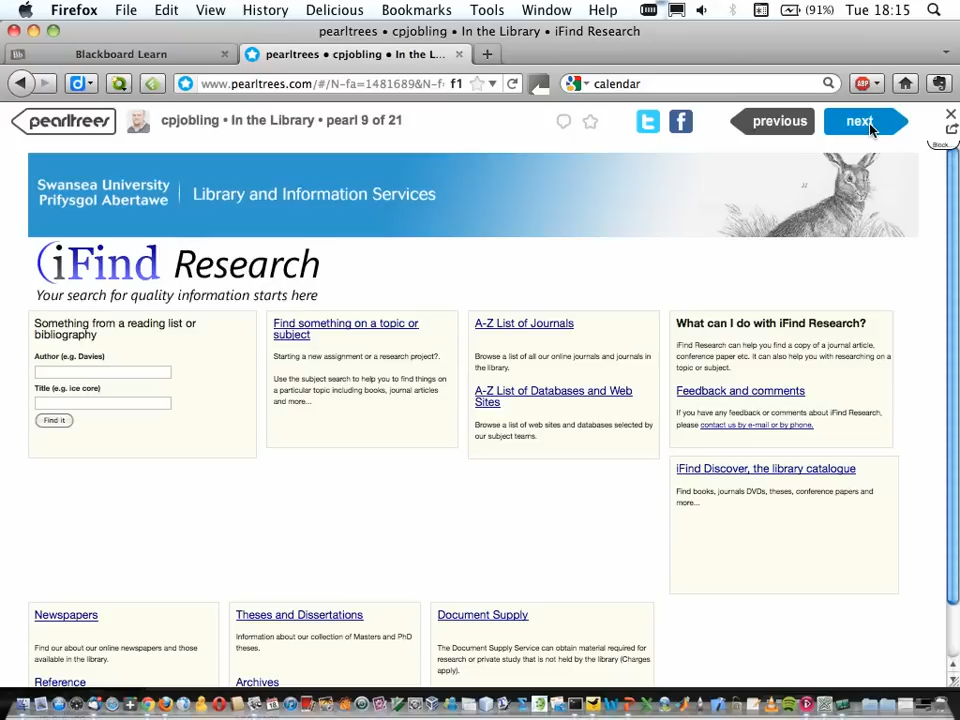 Firefox File Edit View History Delicious Bookmarks Tools Window Help (91%) Tue 18:15
pearltrees • cpjobling • In the Library • iFind Research
Blackboard Learn
pearltrees • cpjobling • In the L...
www.pearltrees.com/#/N-fa=1481689&N-f: f1
calendar
pearltrees
cpjobling • In the Library • pearl 9 of 21
previous
next
Swansea University
Prifysgol Abertawe
Library and Information Services
iFind Research
Your search for quality information starts here
Something from a reading list or
bibliography
Author (e.g. Davies)
Title (e.g. ice core)
Find it
Find something on a topic or
subject
Starting a new assignment or a research project?.
Use the subject search to help you to find things on
a particular topic including books, journal articles
and more...
A-Z List of Journals
Browse a list of all our online journals and journals in
the library.
A-Z List of Databases and Web
Sites
Browse a list of web sites and databases selected by
our subject teams.
What can I do with iFind Research?
iFind Research can help you find a copy of a journal article,
conference paper etc. It can also help you with researching on a
topic or subject.
Feedback and comments
If you have any feedback or comments about iFind Research,
please contact us by e-mail or by phone.
iFind Discover, the library catalogue
Find books, journals DVDs, theses, conference papers and
more...
Newspapers
Find our about our online newspapers and those
available in the library.
Reference
Theses and Dissertations
Information about our collection of Masters and PhD
theses.
Archives
Document Supply
The Document Supply Service can obtain material required for
research or private study that is not held by the library (Charges
apply).